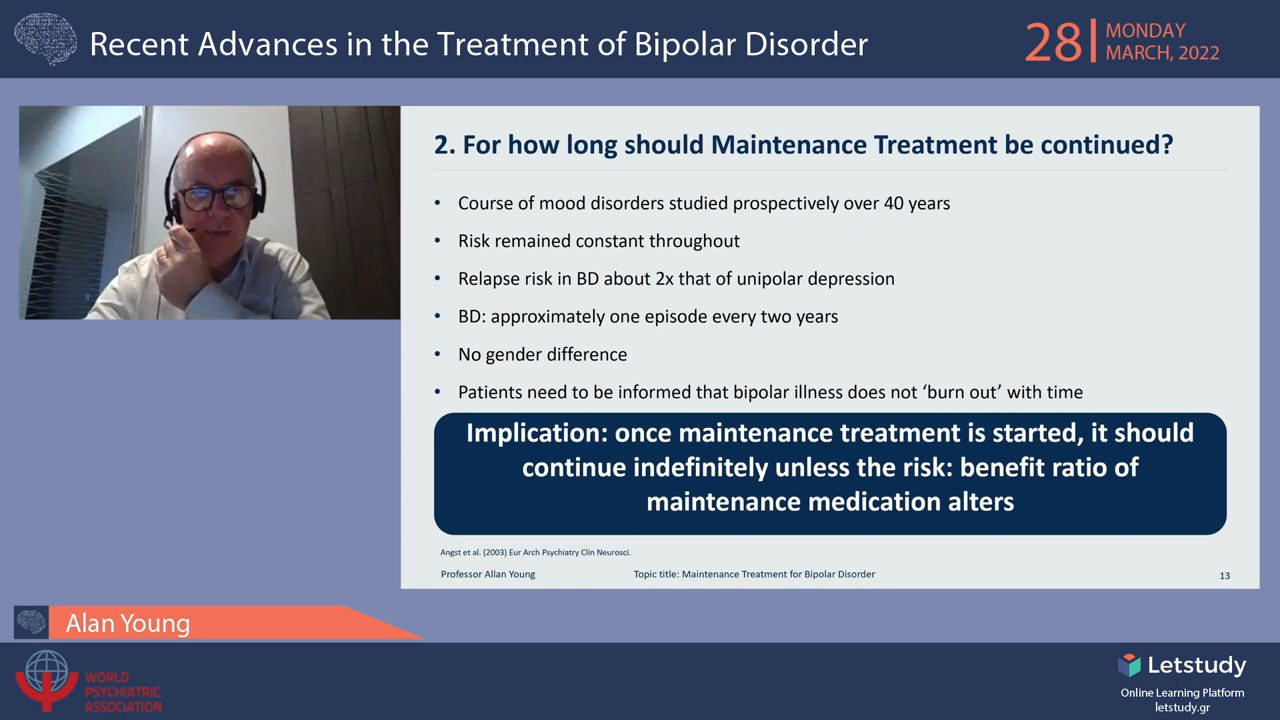 Recent Advances in the Treatment of Bipolar Disorder
28
MONDAY
MARCH, 2022
2. For how long should Maintenance Treatment be continued?
• Course of mood disorders studied prospectively over 40 years
• Risk remained constant throughout
• Relapse risk in BD about 2x that of unipolar depression
• BD: approximately one episode every two years
• No gender difference
• Patients need to be informed that bipolar illness does not ‘burn out’ with time
Implication: once maintenance treatment is started, it should
continue indefinitely unless the risk: benefit ratio of
maintenance medication alters
Angst et al. (2003) Eur Arch Psychiatry Clin Neurosci.
Professor Allan Young Topic title: Maintenance Treatment for Bipolar Disorder 13
Alan Young
WORLD
PSYCHIATRIC
ASSOCIATION
Letstudy
Online Learning Platform
letstudy.gr